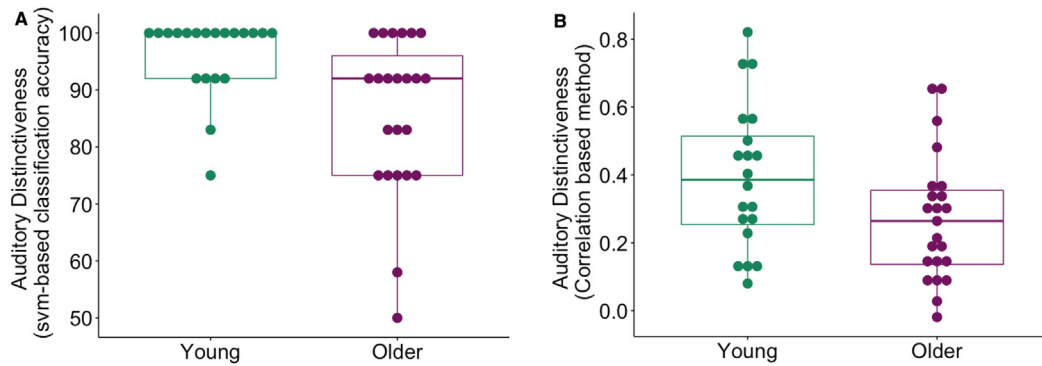 A
Auditory Distinctiveness
(svm-based classification accuracy)
100
90
80
70
60
50
Young
Older
B
Auditory Distinctiveness
(Correlation based method)
0.8
0.6
0.4
0.2
0.0
Young
Older